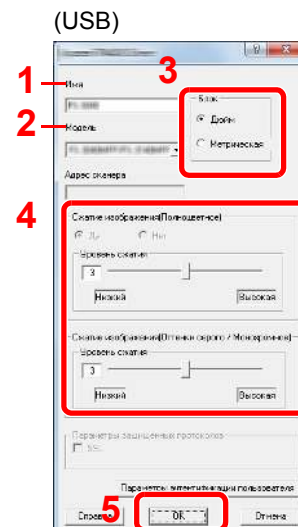 (USB)
1
Имя
3
Блок
Дюйм
2
Модель
Метрическая
Адрес сканера
4
Сжатие изображения(Полноцветное)
Да Нет
Уровень сжатия
3
Низкий Высокая
Сжатие изображения(Оттенки серого / Монохромное)
Уровень сжатия
3
Низкий Высокая
Параметры защищенных протоколов
SSL
Параметры аутентификации пользователя
5
Справка OK Отмена